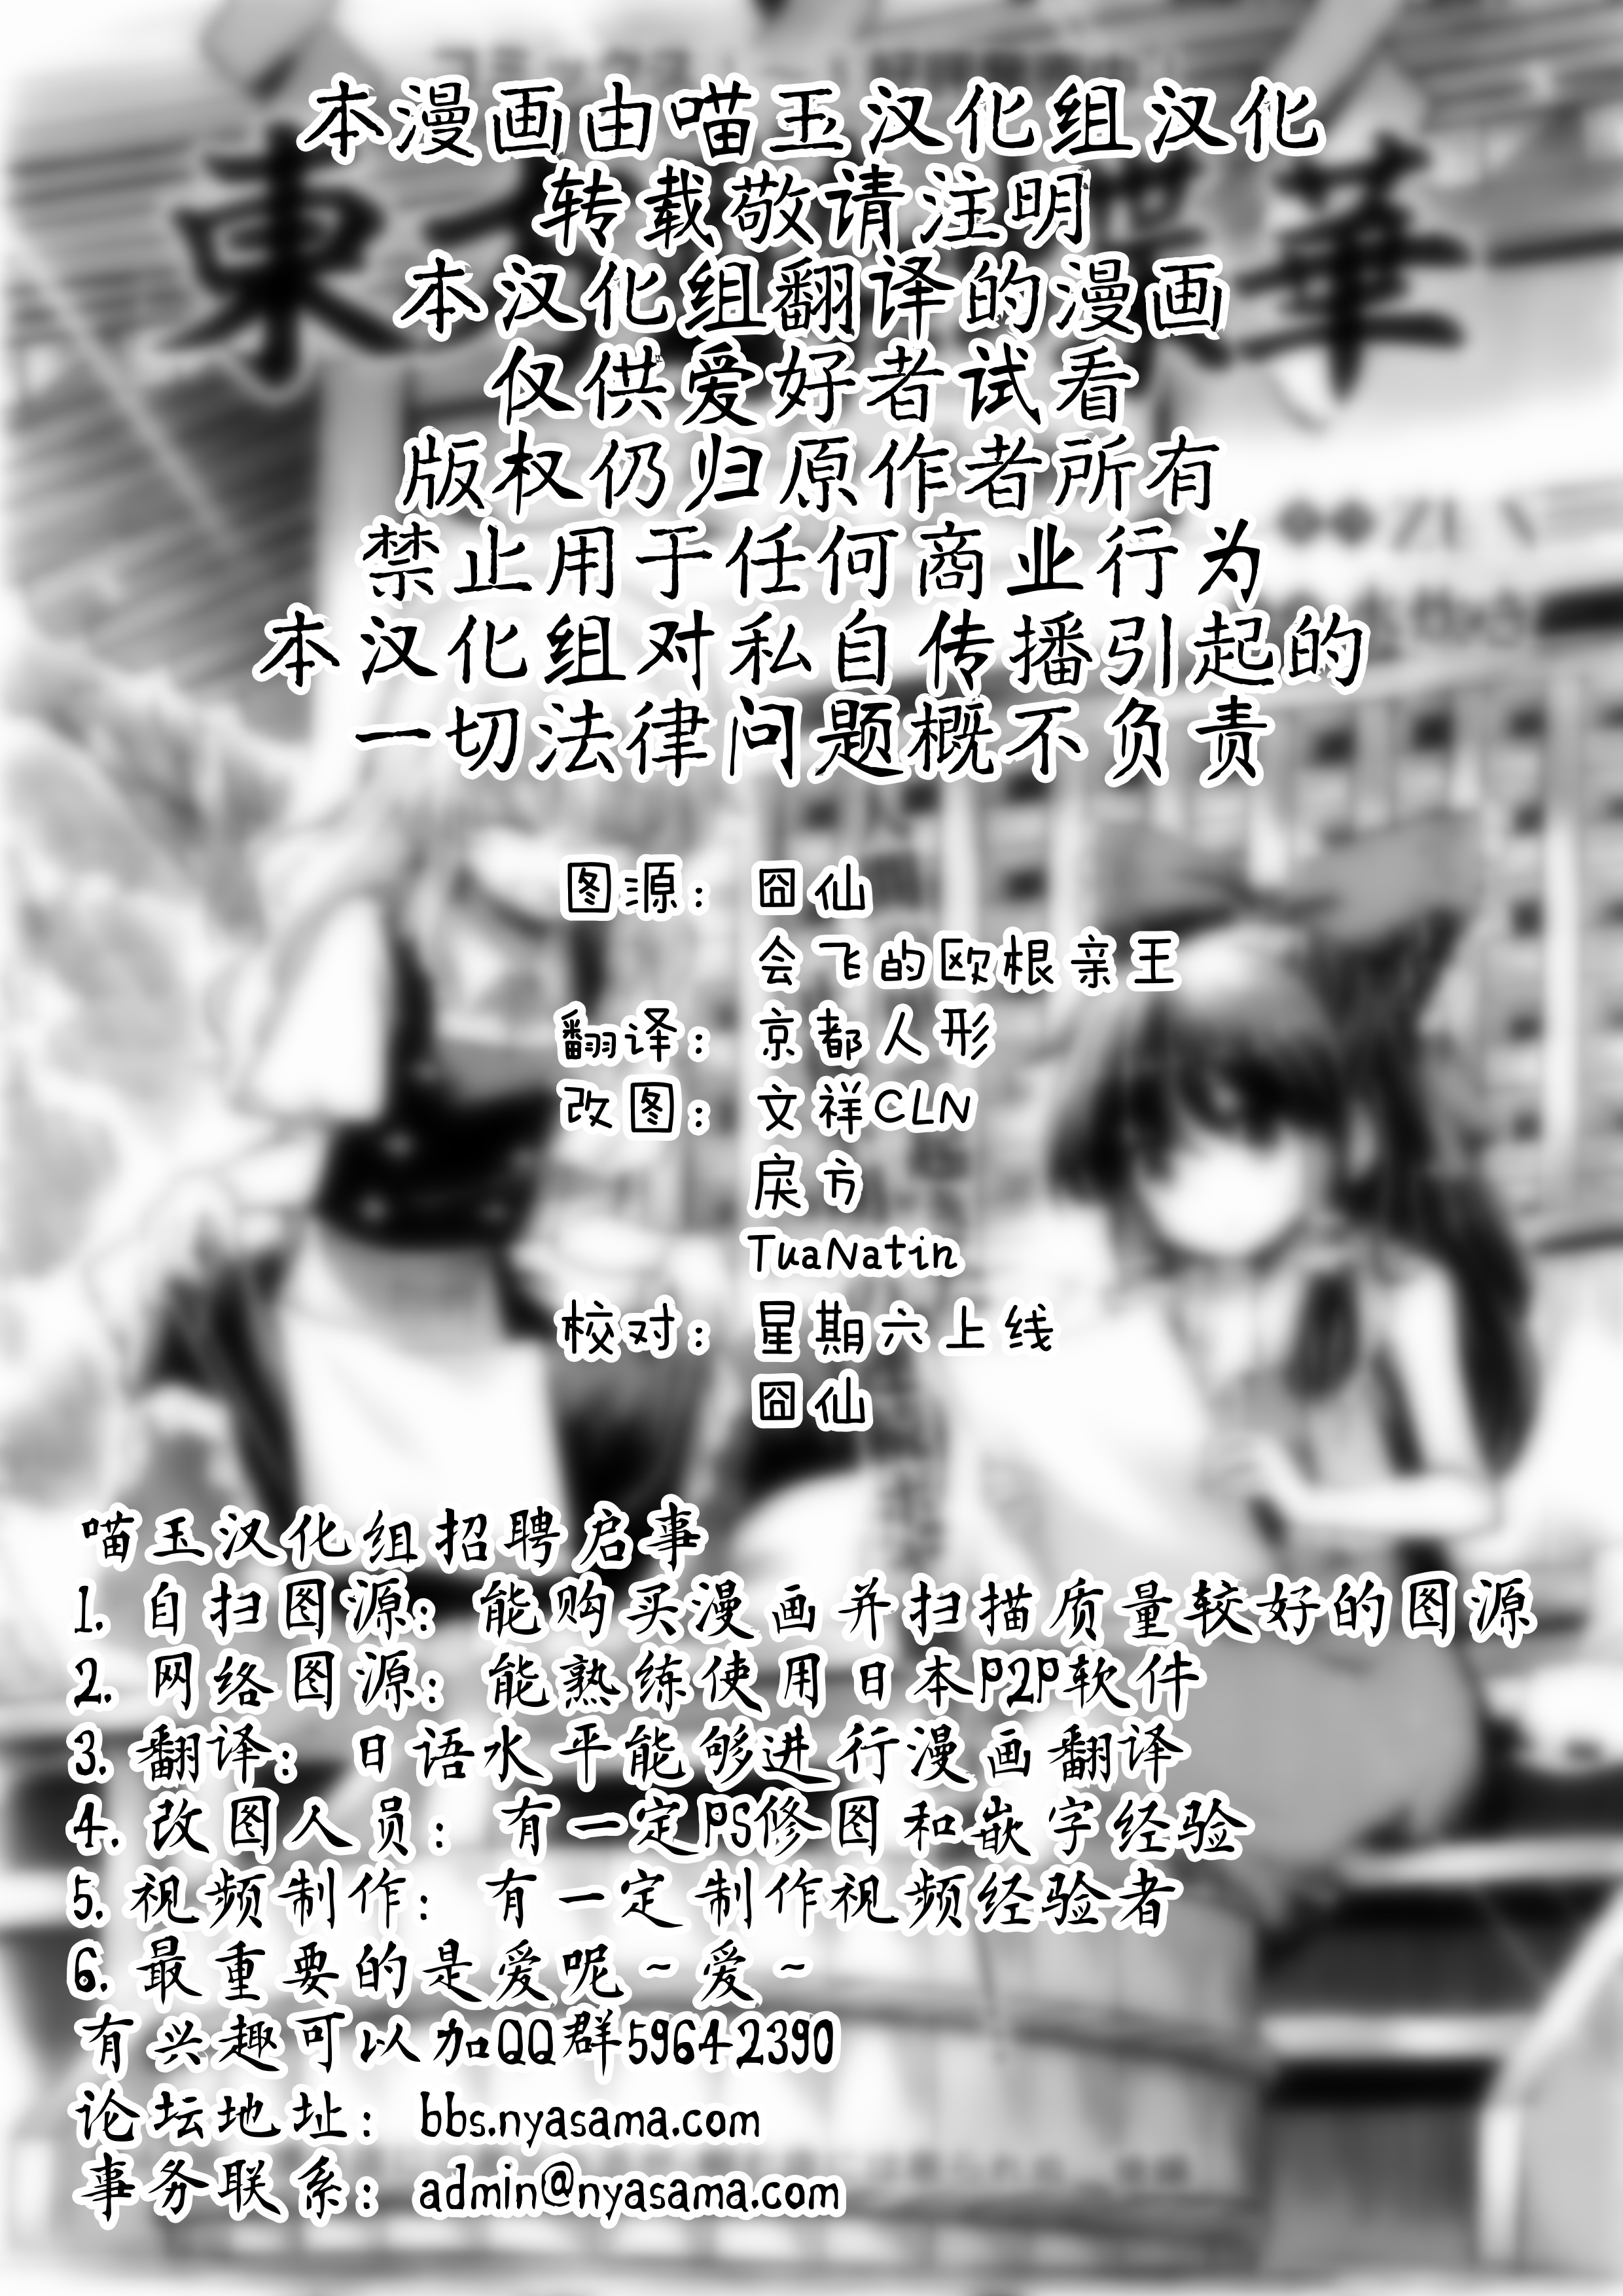 本漫画由喵玉汉化组汉化
转载敬请注明
本汉化组翻译的漫画
仅供爱好者试看
版权仍归原作者所有
禁止用于任何商业行为
本汉化组对私自传播引起的
一切法律问题概不负责
图源： 囧仙
会飞的欧根亲王
翻译： 京都人形
改图： 文祥CLN
戻方
TuaNatin
校对： 星期六上线
囧仙
喵玉汉化组招聘启事
1. 自扫图源：能购买漫画并扫描质量较好的图源
2. 网络图源：能熟练使用日本P2P软件
3. 翻译：日语水平能够进行漫画翻译
4. 改图人员：有一定PS修图和嵌字经验
5. 视频制作：有一定制作视频经验者
6. 最重要的是爱呢~爱~
有兴趣可以加QQ群59642390
论坛地址：bbs.nyasama.com
事务联系：admin@nyasama.com